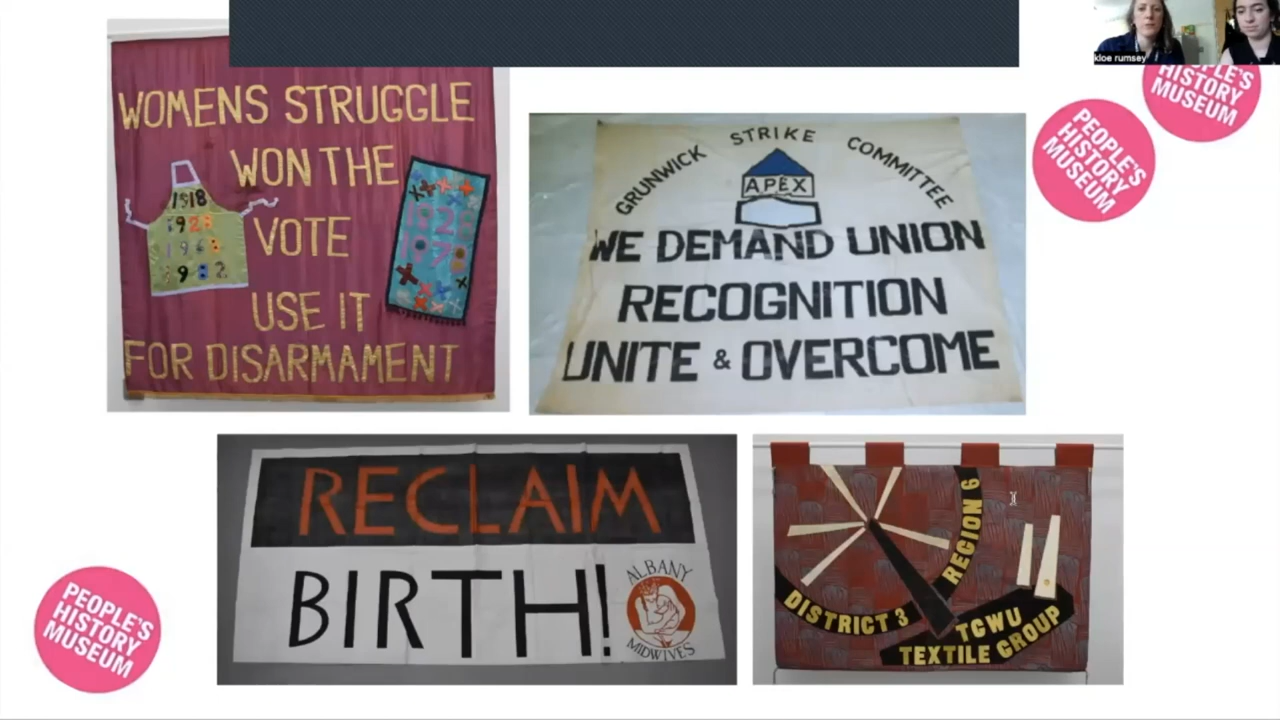 WOMENS STRUGGLE
WON THE
VOTE
USE IT
FOR DISARMAMENT
1918
1928
1968
1982
1928
1970
GRUNWICK STRIKE COMMITTEE
APEX
WE DEMAND UNION
RECOGNITION
UNITE & OVERCOME
RECLAIM
BIRTH!
ALBANY
MIDWIVES
REGION 6
DISTRICT 3
TGWU
TEXTILE GROUP
kloe rumsey
PEOPLE'S
HISTORY
MUSEUM
PEOPLE'S
HISTORY
MUSEUM
PEOPLE'S
HISTORY
MUSEUM